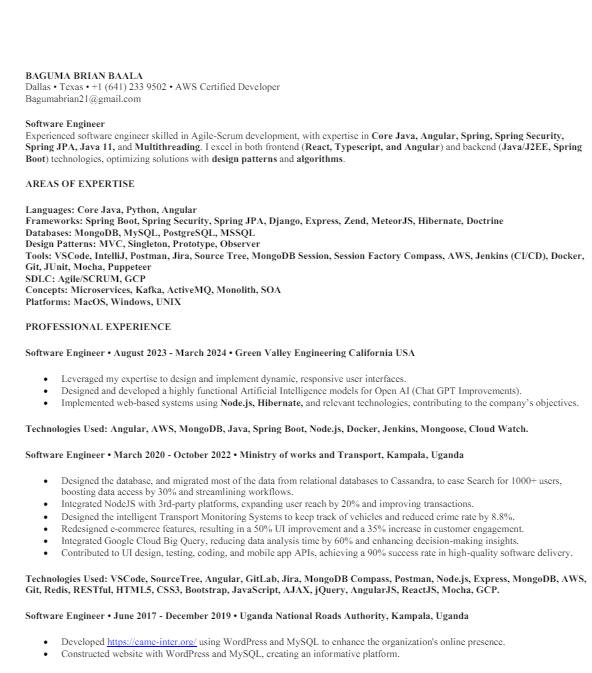 BAGUMA BRIAN BAALA
Dallas • Texas • +1 (641) 233 9502 • AWS Certified Developer
Bagumabrian21@gmail.com
Software Engineer
Experienced software engineer skilled in Agile-Scrum development, with expertise in Core Java, Angular, Spring, Spring Security,
Spring JPA, Java 11, and Multithreading. I excel in both frontend (React, Typescript, and Angular) and backend (Java/J2EE, Spring
Boot) technologies, optimizing solutions with design patterns and algorithms.
AREAS OF EXPERTISE
Languages: Core Java, Python, Angular
Frameworks: Spring Boot, Spring Security, Spring JPA, Django, Express, Zend, MeteorJS, Hibernate, Doctrine
Databases: MongoDB, MySQL, PostgreSQL, MSSQL
Design Patterns: MVC, Singleton, Prototype, Observer
Tools: VSCode, IntelliJ, Postman, Jira, Source Tree, MongoDB Session, Session Factory Compass, AWS, Jenkins (CI/CD), Docker,
Git, JUnit, Mocha, Puppeteer
SDLC: Agile/SCRUM, GCP
Concepts: Microservices, Kafka, ActiveMQ, Monolith, SOA
Platforms: MacOS, Windows, UNIX
PROFESSIONAL EXPERIENCE
Software Engineer • August 2023 - March 2024 • Green Valley Engineering California USA
• Leveraged my expertise to design and implement dynamic, responsive user interfaces.
• Designed and developed a highly functional Artificial Intelligence models for Open AI (Chat GPT Improvements).
• Implemented web-based systems using Node.js, Hibernate, and relevant technologies, contributing to the company's objectives.
Technologies Used: Angular, AWS, MongoDB, Java, Spring Boot, Node.js, Docker, Jenkins, Mongoose, Cloud Watch.
Software Engineer • March 2020 - October 2022 • Ministry of works and Transport, Kampala, Uganda
• Designed the database, and migrated most of the data from relational databases to Cassandra, to ease Search for 1000+ users,
boosting data access by 30% and streamlining workflows.
• Integrated NodeJS with 3rd-party platforms, expanding user reach by 20% and improving transactions.
• Designed the intelligent Transport Monitoring Systems to keep track of vehicles and reduced crime rate by 8.8%.
• Redesigned e-commerce features, resulting in a 50% UI improvement and a 35% increase in customer engagement.
• Integrated Google Cloud Big Query, reducing data analysis time by 60% and enhancing decision-making insights.
• Contributed to UI design, testing, coding, and mobile app APIs, achieving a 90% success rate in high-quality software delivery.
Technologies Used: VSCode, SourceTree, Angular, GitLab, Jira, MongoDB Compass, Postman, Node.js, Express, MongoDB, AWS,
Git, Redis, RESTful, HTML5, CSS3, Bootstrap, JavaScript, AJAX, jQuery, AngularJS, ReactJS, Mocha, GCP.
Software Engineer • June 2017 - December 2019 • Uganda National Roads Authority, Kampala, Uganda
• Developed https://came-inter.org/ using WordPress and MySQL to enhance the organization's online presence.
• Constructed website with WordPress and MySQL, creating an informative platform.